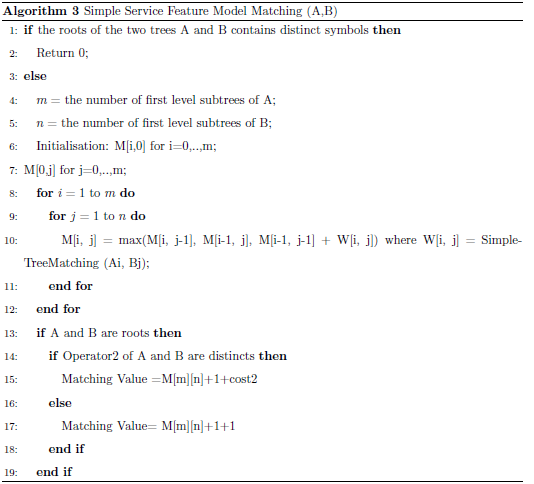 Algorithm 3 Simple Service Feature Model Matching (A,B)
1: if the roots of the two trees A and B contains distinct symbols then
2: Return 0;
3: else
4: m = the number of first level subtrees of A;
5: n = the number of first level subtrees of B;
6: Initialisation: M[i,0] for i=0,..,m;
7: M[0,j] for j=0,..,m;
8: for i = 1 to m do
9: for j = 1 to n do
10: M[i, j] = max(M[i, j-1], M[i-1, j], M[i-1, j-1] + W[i, j]) where W[i, j] = Simple-
TreeMatching (Ai, Bj);
11: end for
12: end for
13: if A and B are roots then
14: if Operator2 of A and B are distincts then
15: Matching Value =M[m][n]+1+cost2
16: else
17: Matching Value= M[m][n]+1+1
18: end if
19: end if